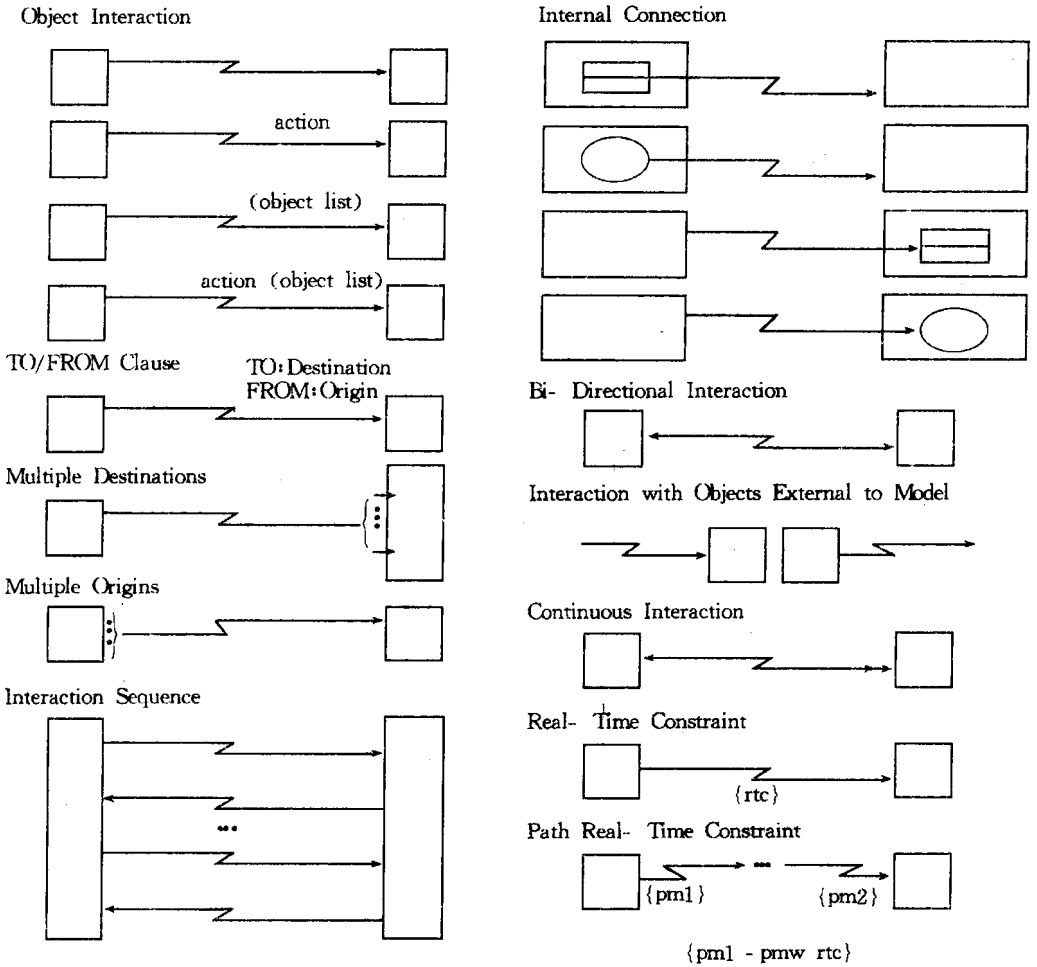 Object Interaction
action
(object list)
action (object list)
TO/FROM Clause
TO:Destination
FROM:Origin
Multiple Destinations
Multiple Origins
Interaction Sequence
Internal Connection
Bi- Directional Interaction
Interaction with Objects External to Model
Continuous Interaction
Real- Time Constraint
{rtc}
Path Real- Time Constraint
{pm1}
{pm2}
{pm1 - pmw rtc}